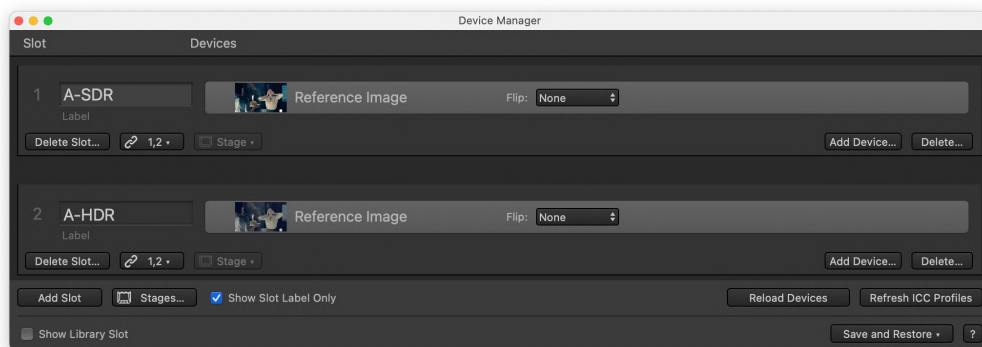 Device Manager
Slot Devices
1 A-SDR Reference Image Flip: None
Label
Delete Slot... 1,2 Stage Add Device... Delete...
2 A-HDR Reference Image Flip: None
Label
Delete Slot... 1,2 Stage Add Device... Delete...
Add Slot Stages... Show Slot Label Only Reload Devices Refresh ICC Profiles
Show Library Slot Save and Restore ?